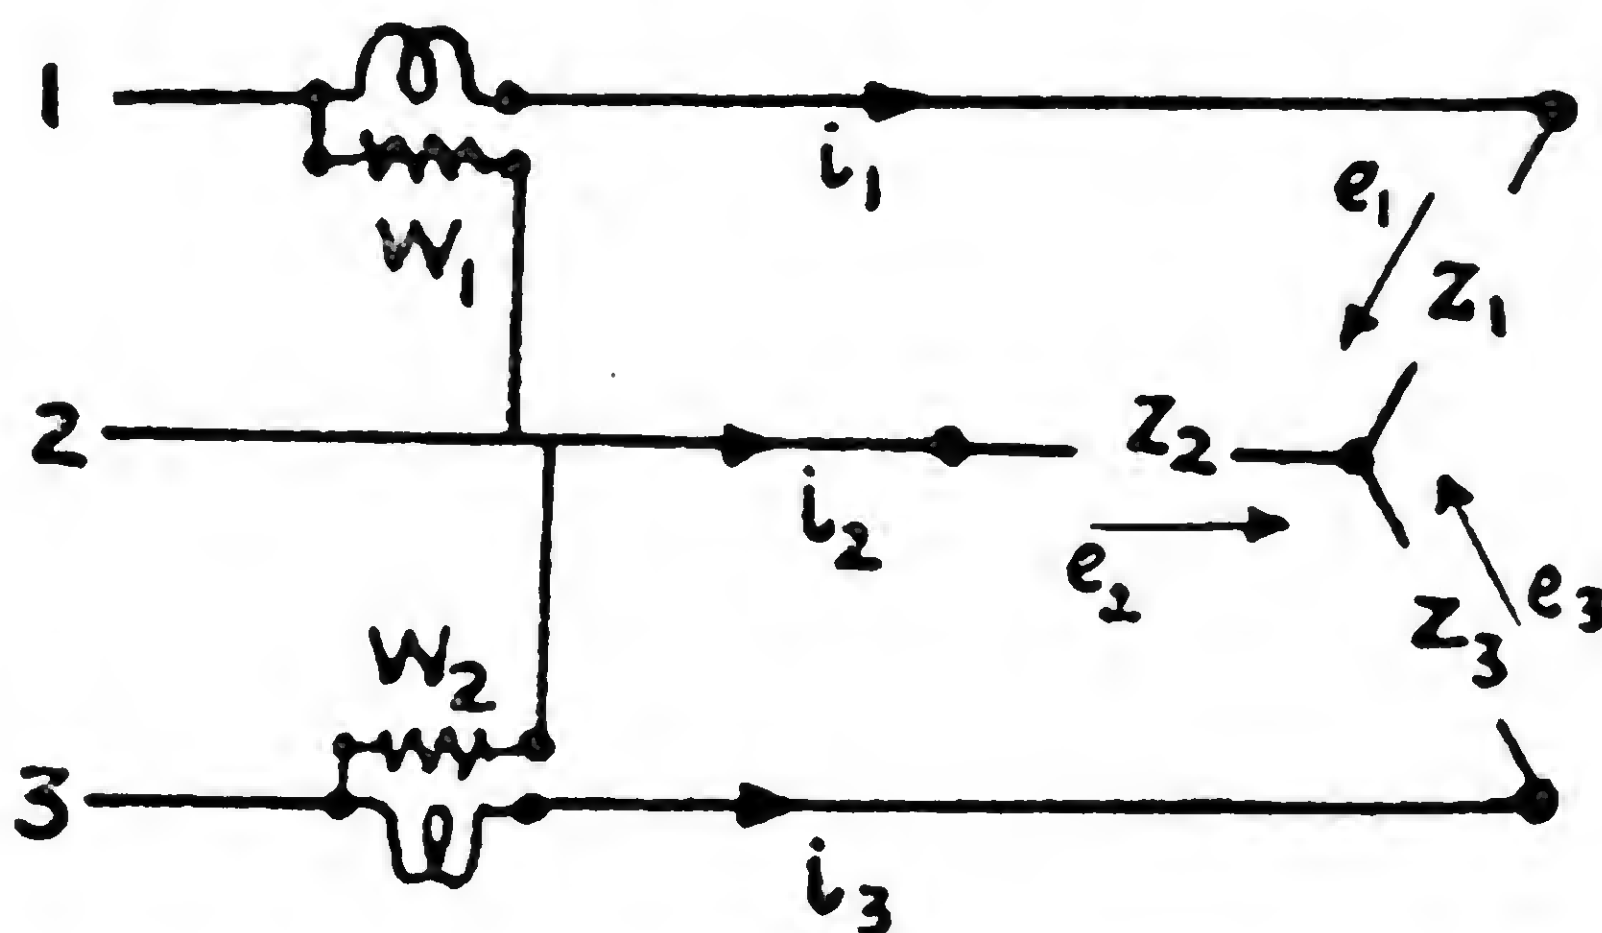 1
i₁
e₁
W₁
Z₁
2
Z₂
i₂
e₂
W₂
Z₃
e₃
3
i₃